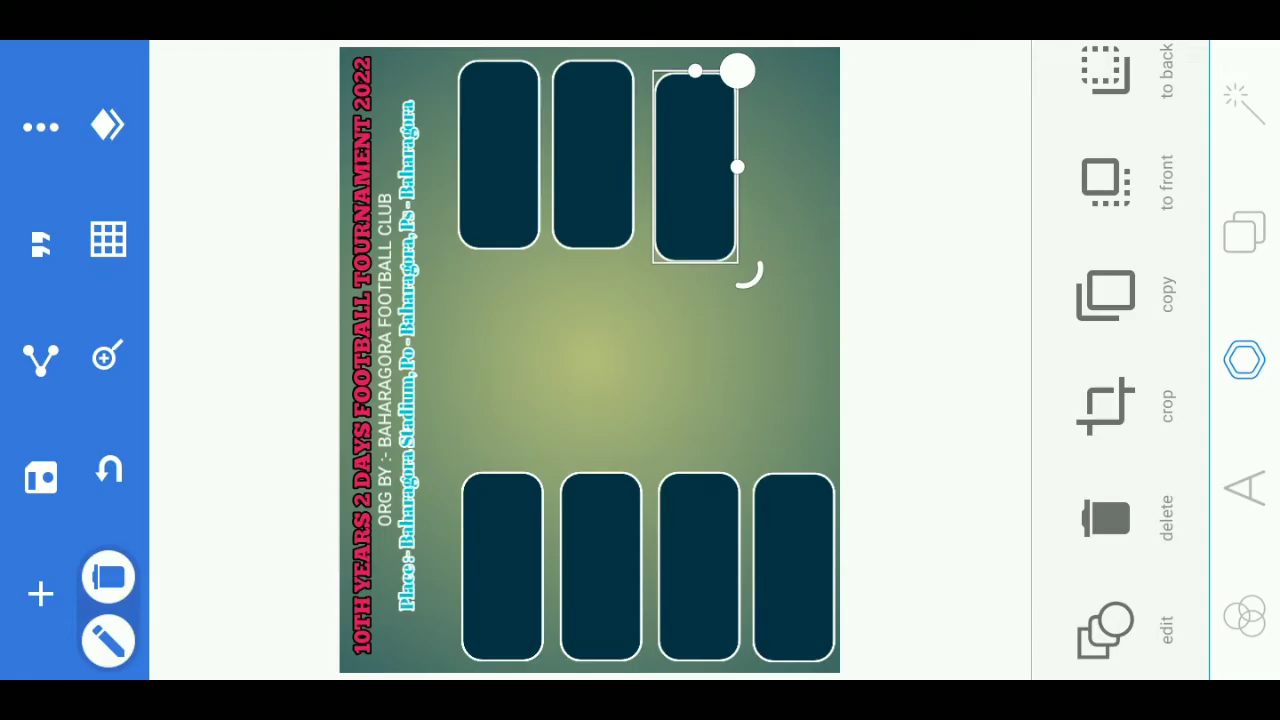 10TH YEARS 2 DAYS FOOTBALL TOURNAMENT 2022
ORG BY :- BAHARAGORA FOOTBALL CLUB
Place :- Baharagora Stadium, Po - Baharagora, Ps - Baharagora
edit
delete
crop
copy
to front
to back